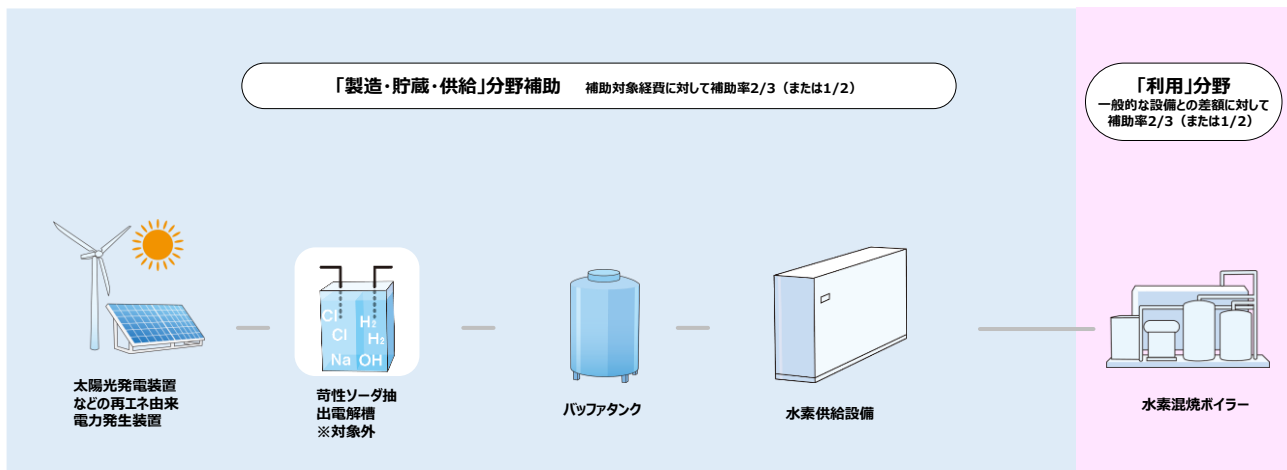 「製造・貯蔵・供給」分野補助 補助対象経費に対して補助率2/3（または1/2）
「利用」分野
一般的な設備との差額に対して
補助率2/3（または1/2）
Cl
Cl
H2
H2
Na OH
太陽光発電装置
などの再エネ由来
電力発生装置
苛性ソーダ抽
出電解槽
※対象外
バッファタンク
水素供給設備
水素混焼ボイラー